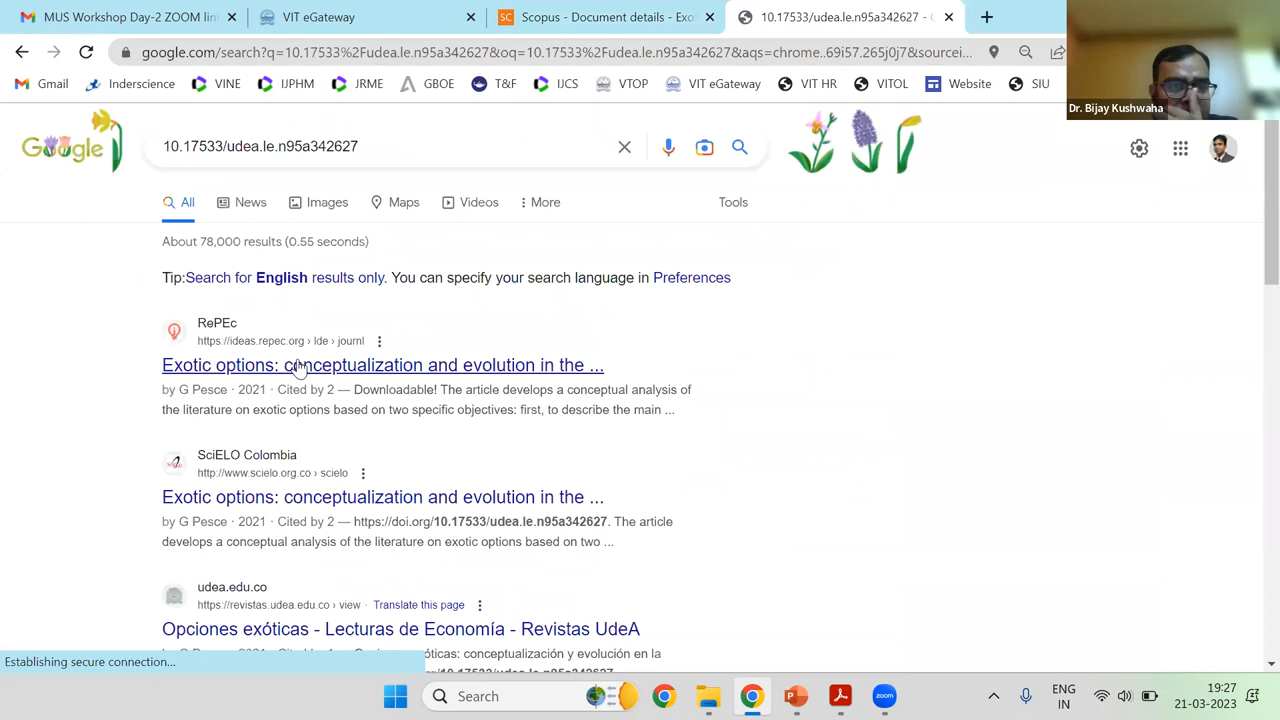 MUS Workshop Day-2 ZOOM lin
VIT eGateway
Scopus - Document details - Exo
10.17533/udea.le.n95a342627 - G
google.com/search?q=10.17533%2Fudea.le.n95a342627&oq=10.17533%2Fudea.le.n95a342627&aqs=chrome..69i57.265j0j7&sourcei...
Gmail
Inderscience
VINE
IJPHM
JRME
GBOE
T&F
IJCS
VTOP
VIT eGateway
VIT HR
VITOL
Website
SIU
Dr. Bijay Kushwaha
Google
10.17533/udea.le.n95a342627
All
News
Images
Maps
Videos
More
Tools
About 78,000 results (0.55 seconds)
Tip:Search for English results only. You can specify your search language in Preferences
RePEc
https://ideas.repec.org › lde › journl
Exotic options: conceptualization and evolution in the ...
by G Pesce · 2021 · Cited by 2 — Downloadable! The article develops a conceptual analysis of
the literature on exotic options based on two specific objectives: first, to describe the main ...
SciELO Colombia
http://www.scielo.org.co › scielo
Exotic options: conceptualization and evolution in the ...
by G Pesce · 2021 · Cited by 2 — https://doi.org/10.17533/udea.le.n95a342627. The article
develops a conceptual analysis of the literature on exotic options based on two ...
udea.edu.co
https://revistas.udea.edu.co › view · Translate this page
Opciones exóticas - Lecturas de Economía - Revistas UdeA
óticas: conceptualización y evolución en la
Establishing secure connection...
Search
zoom
ENG
IN
19:27
21-03-2023